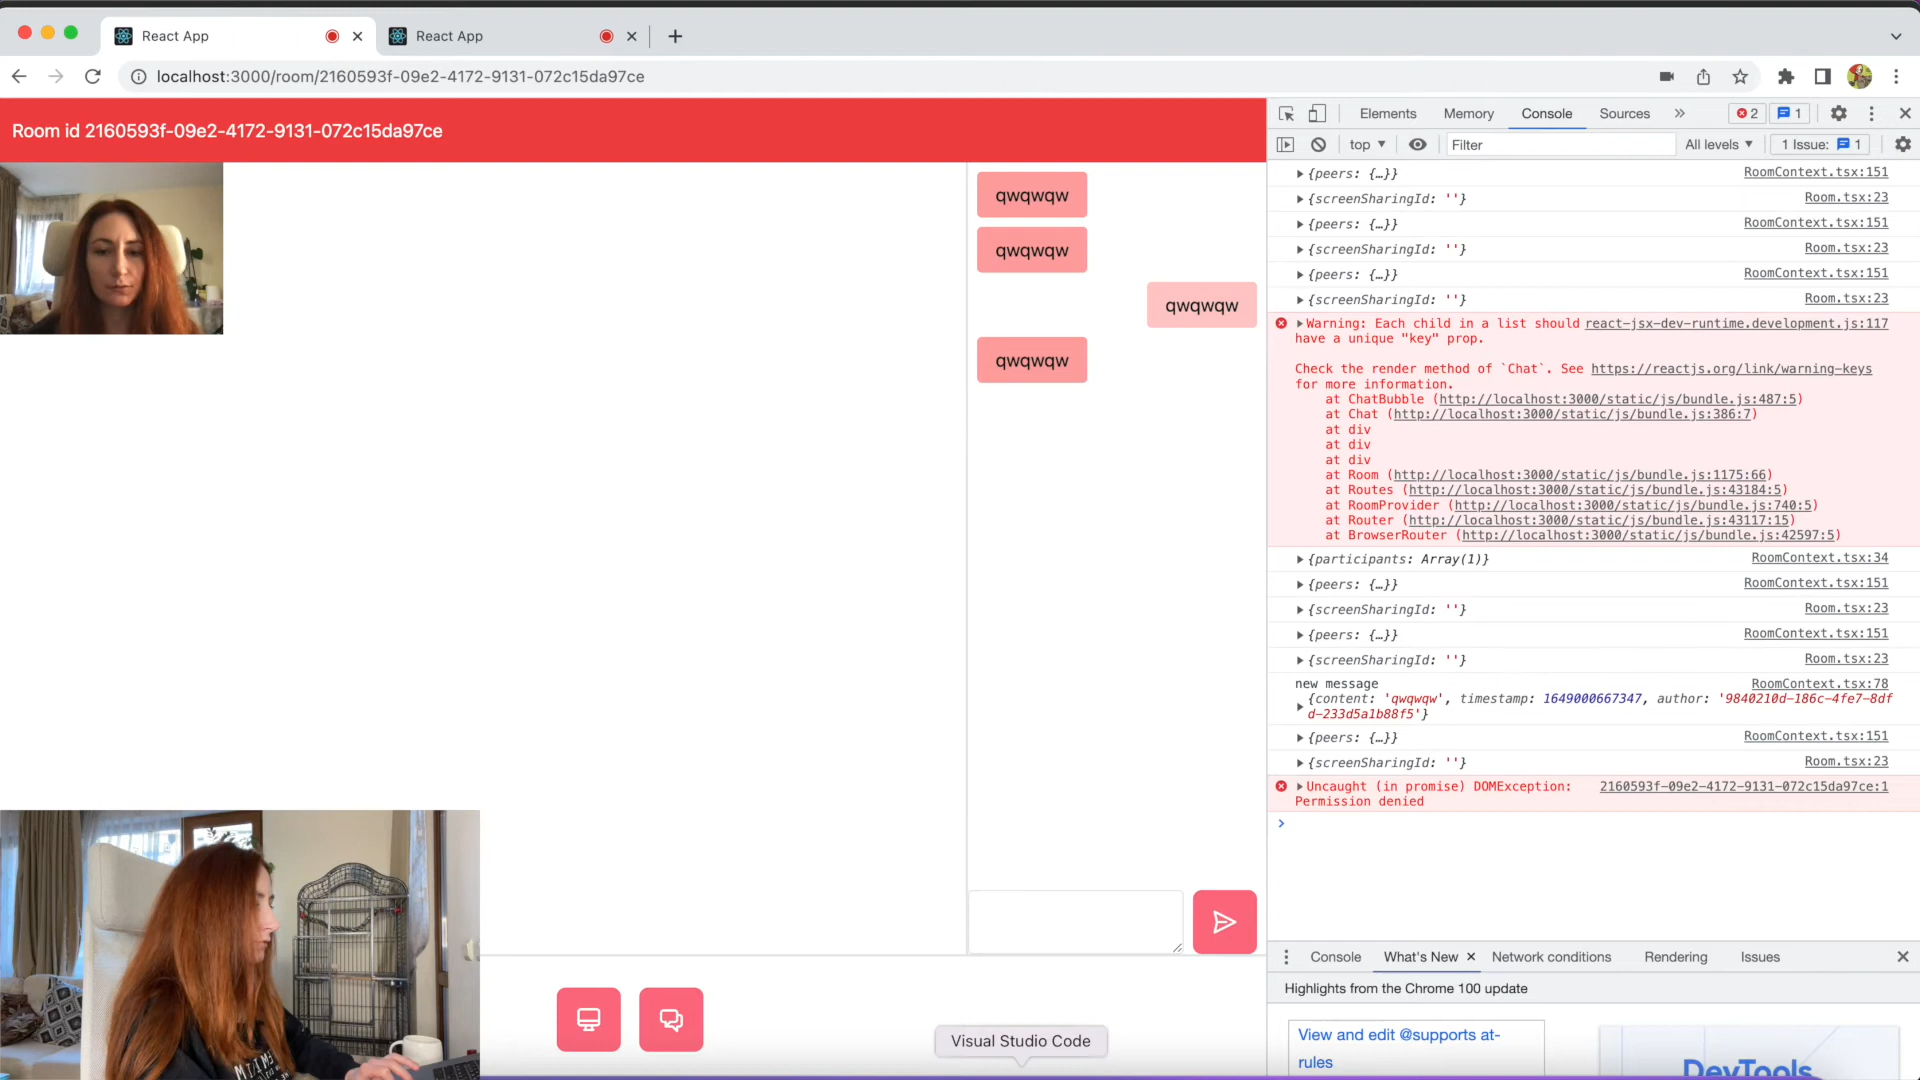 React App
React App
localhost:3000/room/2160593f-09e2-4172-9131-072c15da97ce
Room id 2160593f-09e2-4172-9131-072c15da97ce
qwqwqw
qwqwqw
qwqwqw
qwqwqw
Visual Studio Code
Elements Memory Console Sources 2 1
top Filter All levels 1 Issue: 1
{peers: {…}} RoomContext.tsx:151
{screenSharingId: ''} Room.tsx:23
{peers: {…}} RoomContext.tsx:151
{screenSharingId: ''} Room.tsx:23
{peers: {…}} RoomContext.tsx:151
{screenSharingId: ''} Room.tsx:23
Warning: Each child in a list should react-jsx-dev-runtime.development.js:117
have a unique "key" prop.
Check the render method of `Chat`. See https://reactjs.org/link/warning-keys
for more information.
at ChatBubble (http://localhost:3000/static/js/bundle.js:487:5)
at Chat (http://localhost:3000/static/js/bundle.js:386:7)
at div
at div
at div
at Room (http://localhost:3000/static/js/bundle.js:1175:66)
at Routes (http://localhost:3000/static/js/bundle.js:43184:5)
at RoomProvider (http://localhost:3000/static/js/bundle.js:740:5)
at Router (http://localhost:3000/static/js/bundle.js:43117:15)
at BrowserRouter (http://localhost:3000/static/js/bundle.js:42597:5)
{participants: Array(1)} RoomContext.tsx:34
{peers: {…}} RoomContext.tsx:151
{screenSharingId: ''} Room.tsx:23
{peers: {…}} RoomContext.tsx:151
{screenSharingId: ''} Room.tsx:23
new message RoomContext.tsx:78
{content: 'qwqwqw', timestamp: 1649000667347, author: '9840210d-186c-4fe7-8df
d-233d5a1b88f5'}
{peers: {…}} RoomContext.tsx:151
{screenSharingId: ''} Room.tsx:23
Uncaught (in promise) DOMException: 2160593f-09e2-4172-9131-072c15da97ce:1
Permission denied
Console What's New Network conditions Rendering Issues
Highlights from the Chrome 100 update
View and edit @supports at-
rules
DevTools